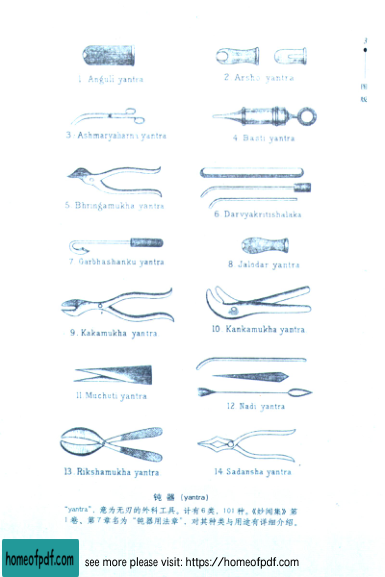 1 Anguli yantra
2 Arsho yantra
3 Ashmaryaharni yantra
4 Basti yantra
5. Bhringamukha yantra
6 Darvyakritishalaka
7 Garbhashanku yantra
8 Jalodar yantra
9. Kakamukha yantra
10. Kankamukha yantra
11 Muchuti yantra
12 Nadi yantra
13. Rikshamukha yantra
14 Sadansha yantra
钝 器 (yantra)
"yantra"，意为无刃的外科工具。计有6类，101种。《妙闻集》第
1卷，第7章名为"钝器用法章"，对其种类与用途有详细介绍。
homeofpdf.com
see more please visit: https://homeofpdf.com